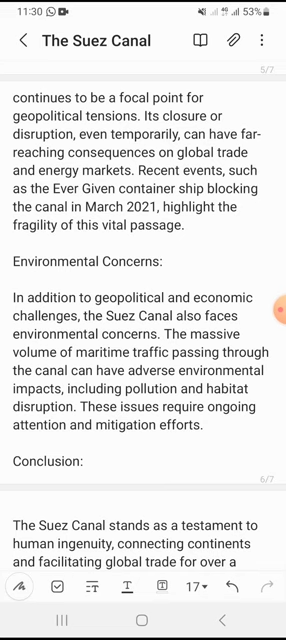 11:30 53%
The Suez Canal
5/7
continues to be a focal point for
geopolitical tensions. Its closure or
disruption, even temporarily, can have far-
reaching consequences on global trade
and energy markets. Recent events, such
as the Ever Given container ship blocking
the canal in March 2021, highlight the
fragility of this vital passage.
Environmental Concerns:
In addition to geopolitical and economic
challenges, the Suez Canal also faces
environmental concerns. The massive
volume of maritime traffic passing through
the canal can have adverse environmental
impacts, including pollution and habitat
disruption. These issues require ongoing
attention and mitigation efforts.
Conclusion:
6/7
The Suez Canal stands as a testament to
human ingenuity, connecting continents
and facilitating global trade for over a
17